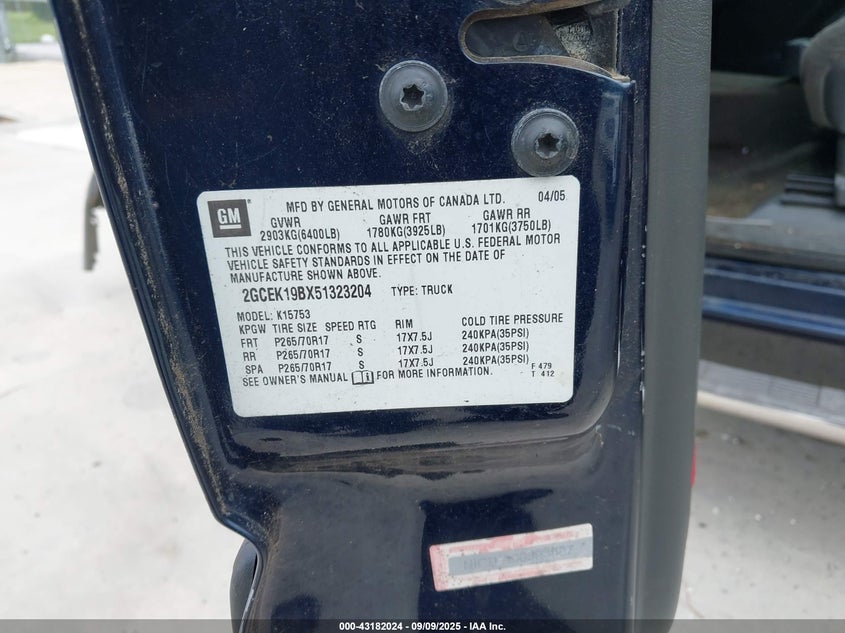 GM
MFD BY GENERAL MOTORS OF CANADA LTD. 04/05
GVWR GAWR FRT GAWR RR
2903KG(6400LB) 1780KG(3925LB) 1701KG(3750LB)
THIS VEHICLE CONFORMS TO ALL APPLICABLE U.S. FEDERAL MOTOR
VEHICLE SAFETY STANDARDS IN EFFECT ON THE DATE OF
MANUFACTURE SHOWN ABOVE.
2GCEK19BX51323204 TYPE: TRUCK
MODEL: K15753
KPGW TIRE SIZE SPEED RTG RIM COLD TIRE PRESSURE
FRT P265/70R17 S 17X7.5J 240KPA(35PSI)
RR P265/70R17 S 17X7.5J 240KPA(35PSI)
SPA P265/70R17 S 17X7.5J 240KPA(35PSI)
SEE OWNER'S MANUAL FOR MORE INFORMATION.
F 479
T 412
000-43182024 - 09/09/2025 - IAA Inc.